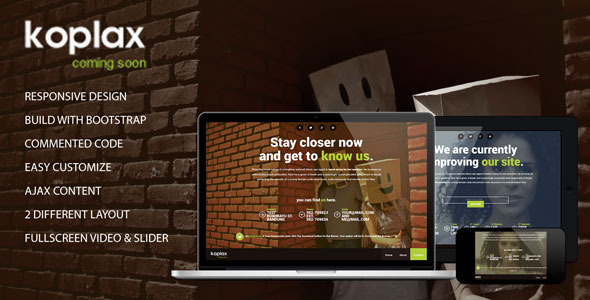 koplax
coming soon
RESPONSIVE DESIGN
BUILD WITH BOOTSTRAP
COMMENTED CODE
EASY CUSTOMIZE
AJAX CONTENT
2 DIFFERENT LAYOUT
FULLSCREEN VIDEO & SLIDER
Stay closer now
and get to know us.
you can find us here.
koplax
We are currently
mproving our site.